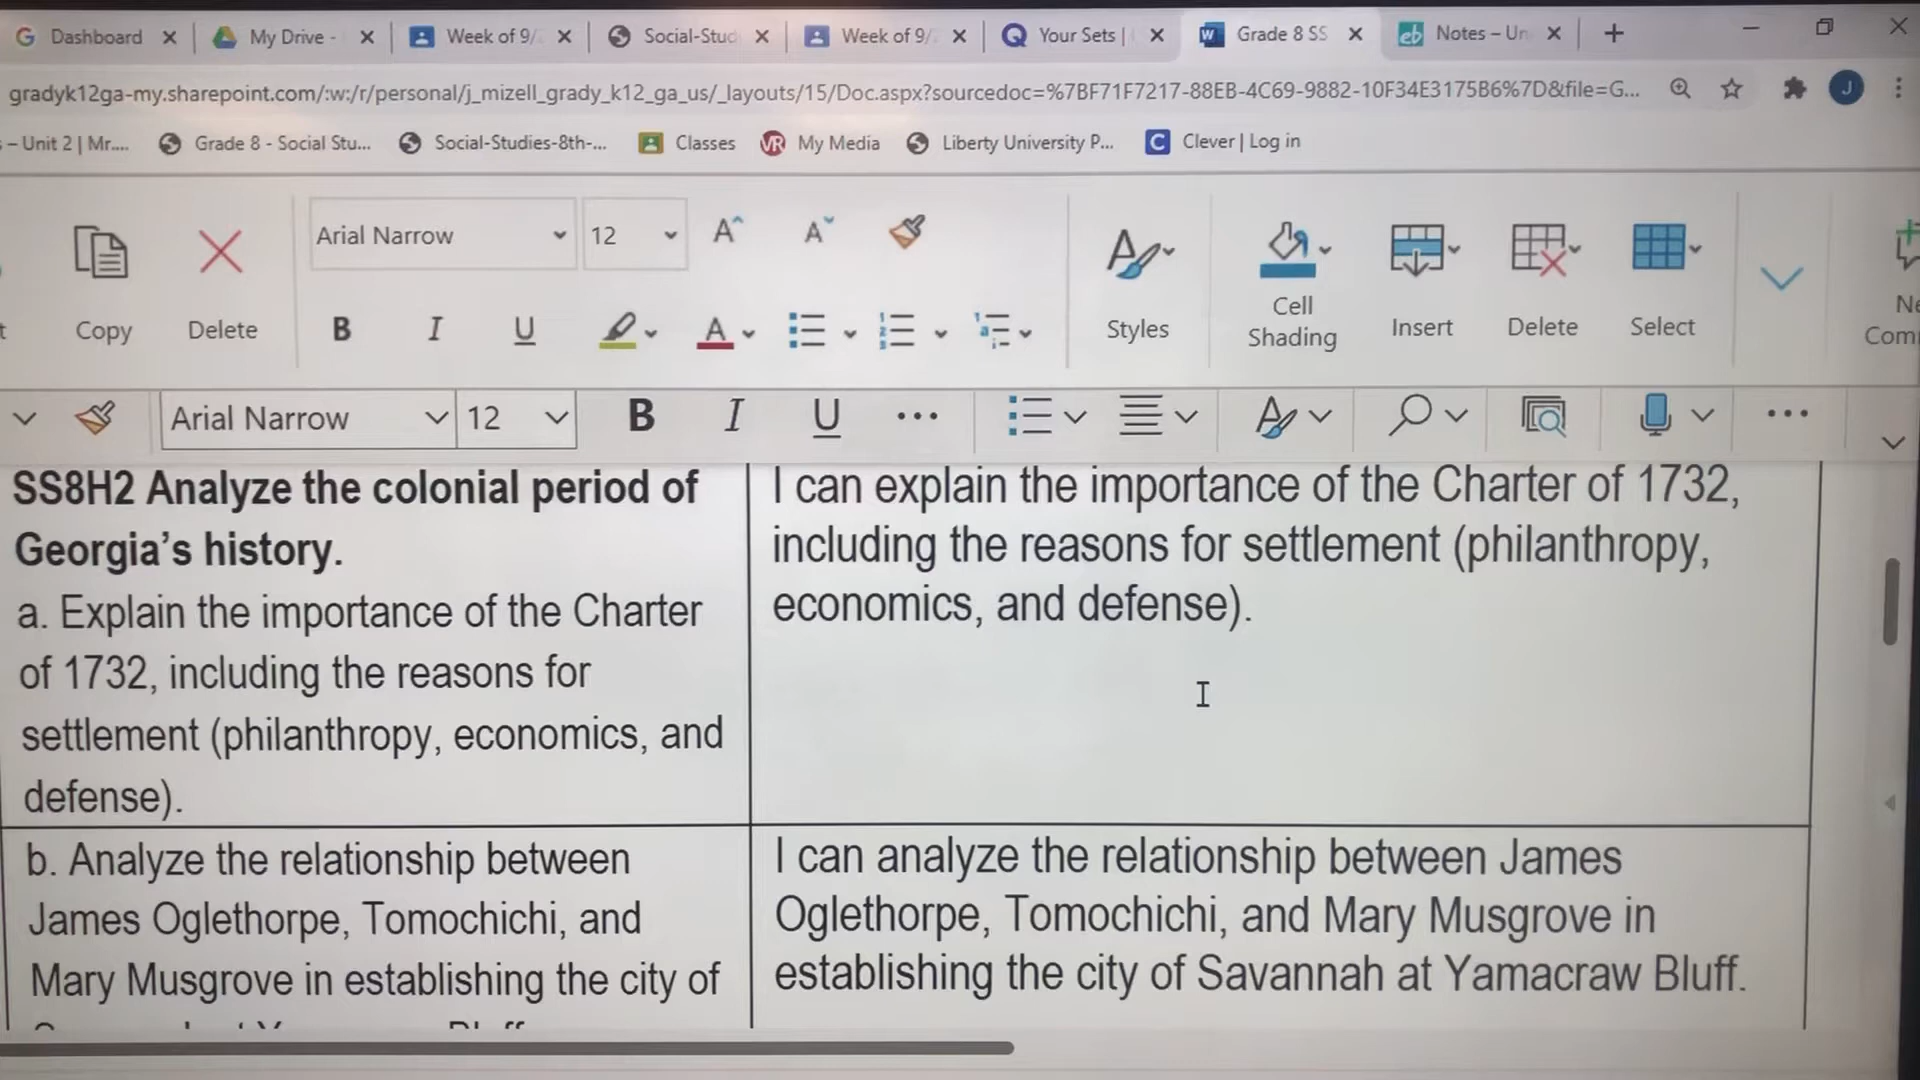 Dashboard
My Drive -
Week of 9/
Social-Stud
Week of 9/
Your Sets |
Grade 8 SS
Notes – Un
gradyk12ga-my.sharepoint.com/:w:/r/personal/j_mizell_grady_k12_ga_us/_layouts/15/Doc.aspx?sourcedoc=%7BF71F7217-88EB-4C69-9882-10F34E3175B6%7D&file=G...
J
– Unit 2 | Mr....
Grade 8 - Social Stu...
Social-Studies-8th-...
Classes
My Media
Liberty University P...
Clever | Log in
Arial Narrow
12
Copy
Delete
B I U
Styles
Cell
Shading
Insert
Delete
Select
Ne
Com
Arial Narrow
12
B I U
SS8H2 Analyze the colonial period of
Georgia's history.
a. Explain the importance of the Charter
of 1732, including the reasons for
settlement (philanthropy, economics, and
defense).
I can explain the importance of the Charter of 1732,
including the reasons for settlement (philanthropy,
economics, and defense).
b. Analyze the relationship between
James Oglethorpe, Tomochichi, and
Mary Musgrove in establishing the city of
I can analyze the relationship between James
Oglethorpe, Tomochichi, and Mary Musgrove in
establishing the city of Savannah at Yamacraw Bluff.